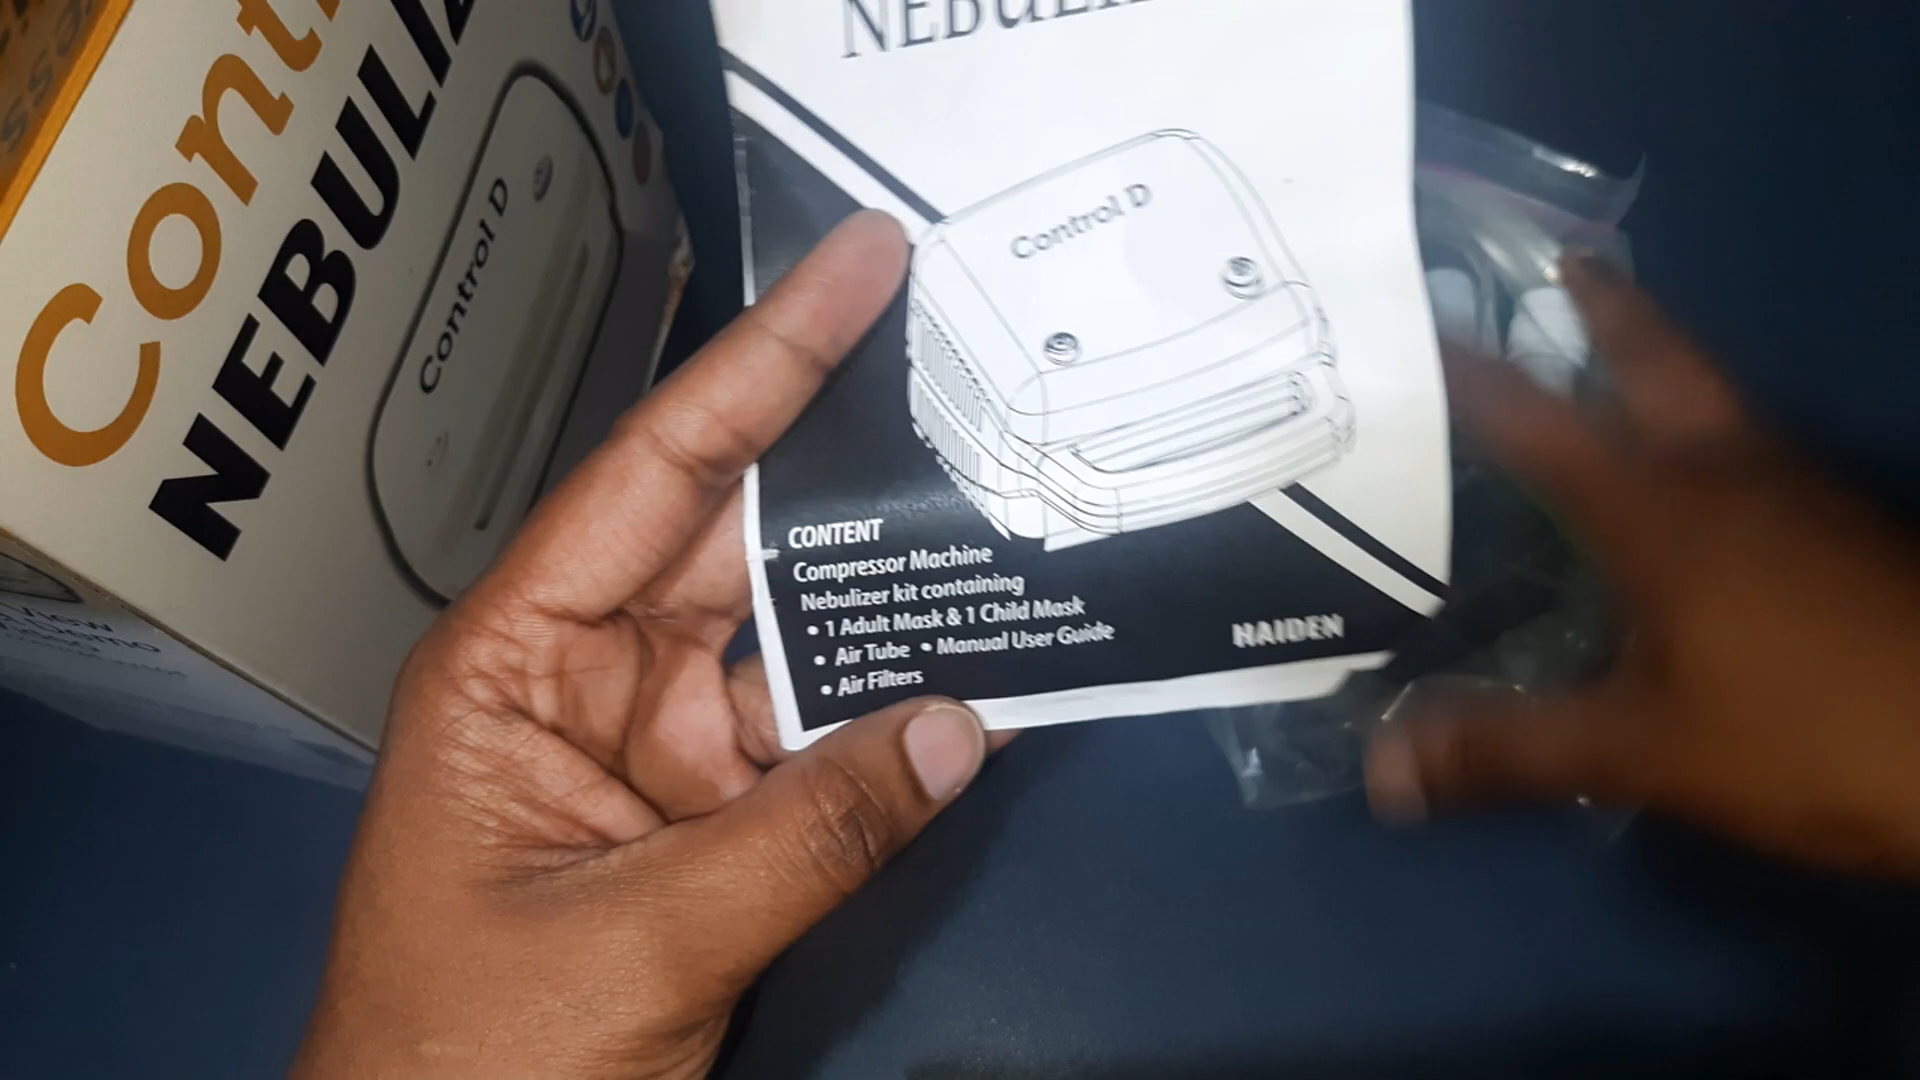 Cont
NEBULIZ
Control D
NEBULI
Control D
CONTENT
Compressor Machine
Nebulizer kit containing
• 1 Adult Mask & 1 Child Mask
• Air Tube • Manual User Guide
• Air Filters
HAIDEN